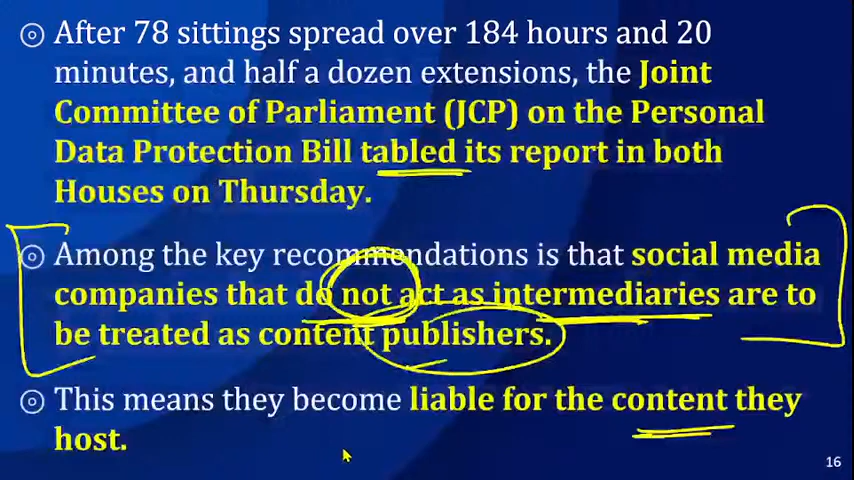 After 78 sittings spread over 184 hours and 20
minutes, and half a dozen extensions, the Joint
Committee of Parliament (JCP) on the Personal
Data Protection Bill tabled its report in both
Houses on Thursday.
Among the key recommendations is that social media
companies that do not act as intermediaries are to
be treated as content publishers.
This means they become liable for the content they
host.
16